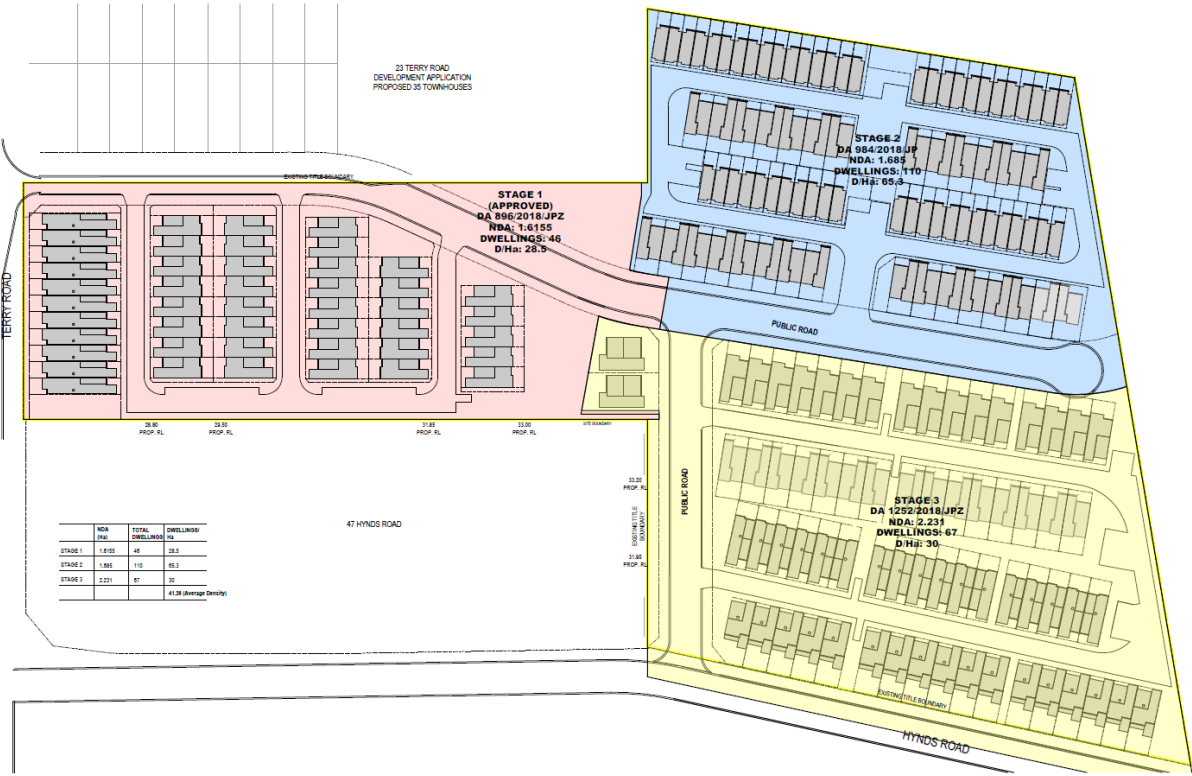 23 TERRY ROAD
DEVELOPMENT APPLICATION
PROPOSED 35 TOWNHOUSES
EXISTING TITLE BOUNDARY
STAGE 1
(APPROVED)
DA 896/2018/JPZ
NDA: 1.6155
DWELLINGS: 46
D/Ha: 28.5
STAGE 2
DA 984/2018/JP
NDA: 1.685
DWELLINGS: 110
D/Ha: 65.3
TERRY ROAD
PUBLIC ROAD
28.80
PROP. RL
29.50
PROP. RL
31.85
PROP. RL
33.00
PROP. RL
SITE BOUNDARY
33.20
PROP. RL
EXISTING TITLE
BOUNDARY
31.95
PROP. RL
PUBLIC ROAD
STAGE 3
DA 1252/2018/JPZ
NDA: 2.231
DWELLINGS: 67
D/Ha: 30
47 HYNDS ROAD
NDA (Ha) TOTAL DWELLINGS DWELLINGS/ Ha
STAGE 1 1.6155 46 28.5
STAGE 2 1.685 110 65.3
STAGE 3 2.231 67 30
41.26 (Average Density)
EXISTING TITLE BOUNDARY
HYNDS ROAD